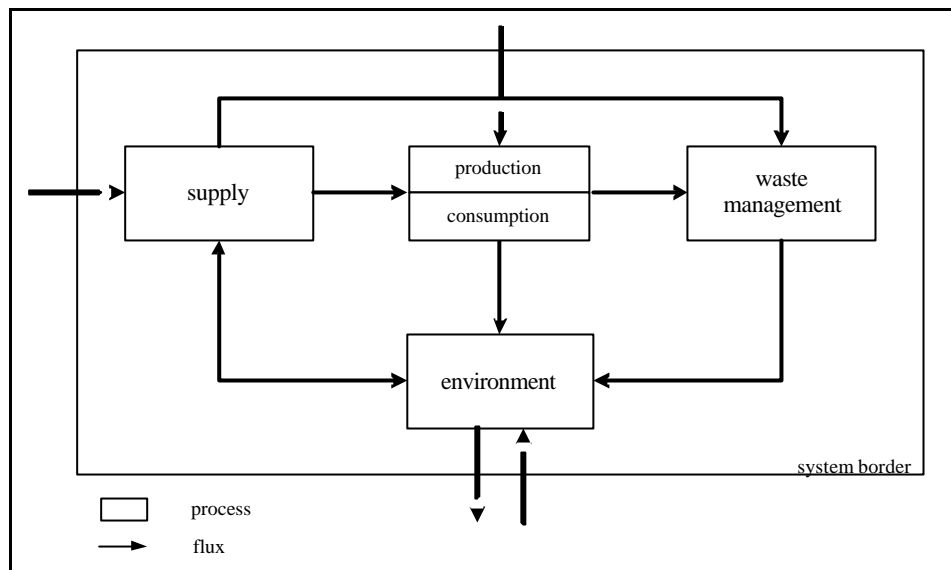 production
supply
waste
management
consumption
environment
system border
process
flux